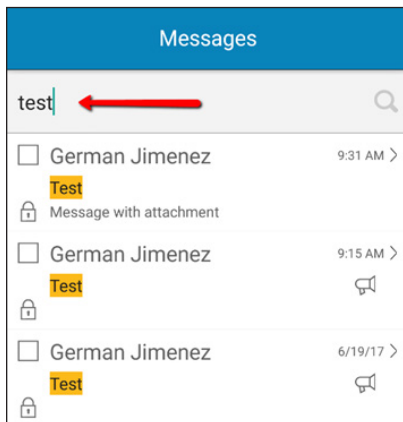 Messages
test
German Jimenez 9:31 AM
Test
Message with attachment
German Jimenez 9:15 AM
Test
German Jimenez 6/19/17
Test